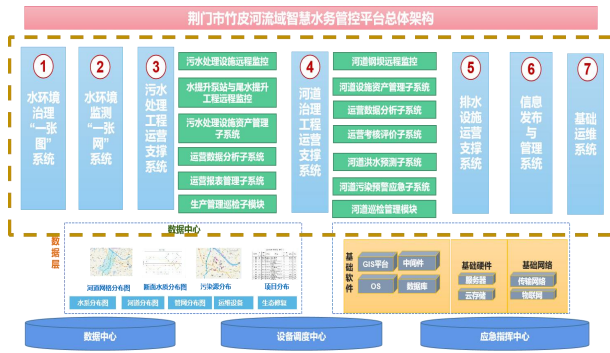 荆门市竹皮河流域智慧水务管控平台总体架构
1
水环境
治理
“一张
图”
系统
2
水环境
监测
“一张
网”
系统
3
污水
处理
工程
运营
支撑
系统
污水处理设施远程监控
水提升泵站与尾水提升
工程远程监控
污水处理设施资产管理
子系统
运营数据分析子系统
运营报表管理子系统
生产管理巡检子模块
4
河道
治理
工程
运营
支撑
系统
河道钢坝远程监控
河道设施资产管理子系统
运营数据分析子系统
运营考核评价子系统
河道洪水预测子系统
河道污染预警应急子系统
河道巡检管理模块
5
排水
设施
运营
支撑
系统
6
信息
发布
与
管理
系统
7
基础
运维
系统
数据层
数据中心
河道网格分布图
断面水质分布图
污染源分布
项目分布
水质分布图
河道分布图
管网分布图
运维设备
生态修复
基础软件
GIS平台
中间件
OS
数据库
基础硬件
服务器
云存储
基础网络
传输网络
物联网
数据中心
设备调度中心
应急指挥中心